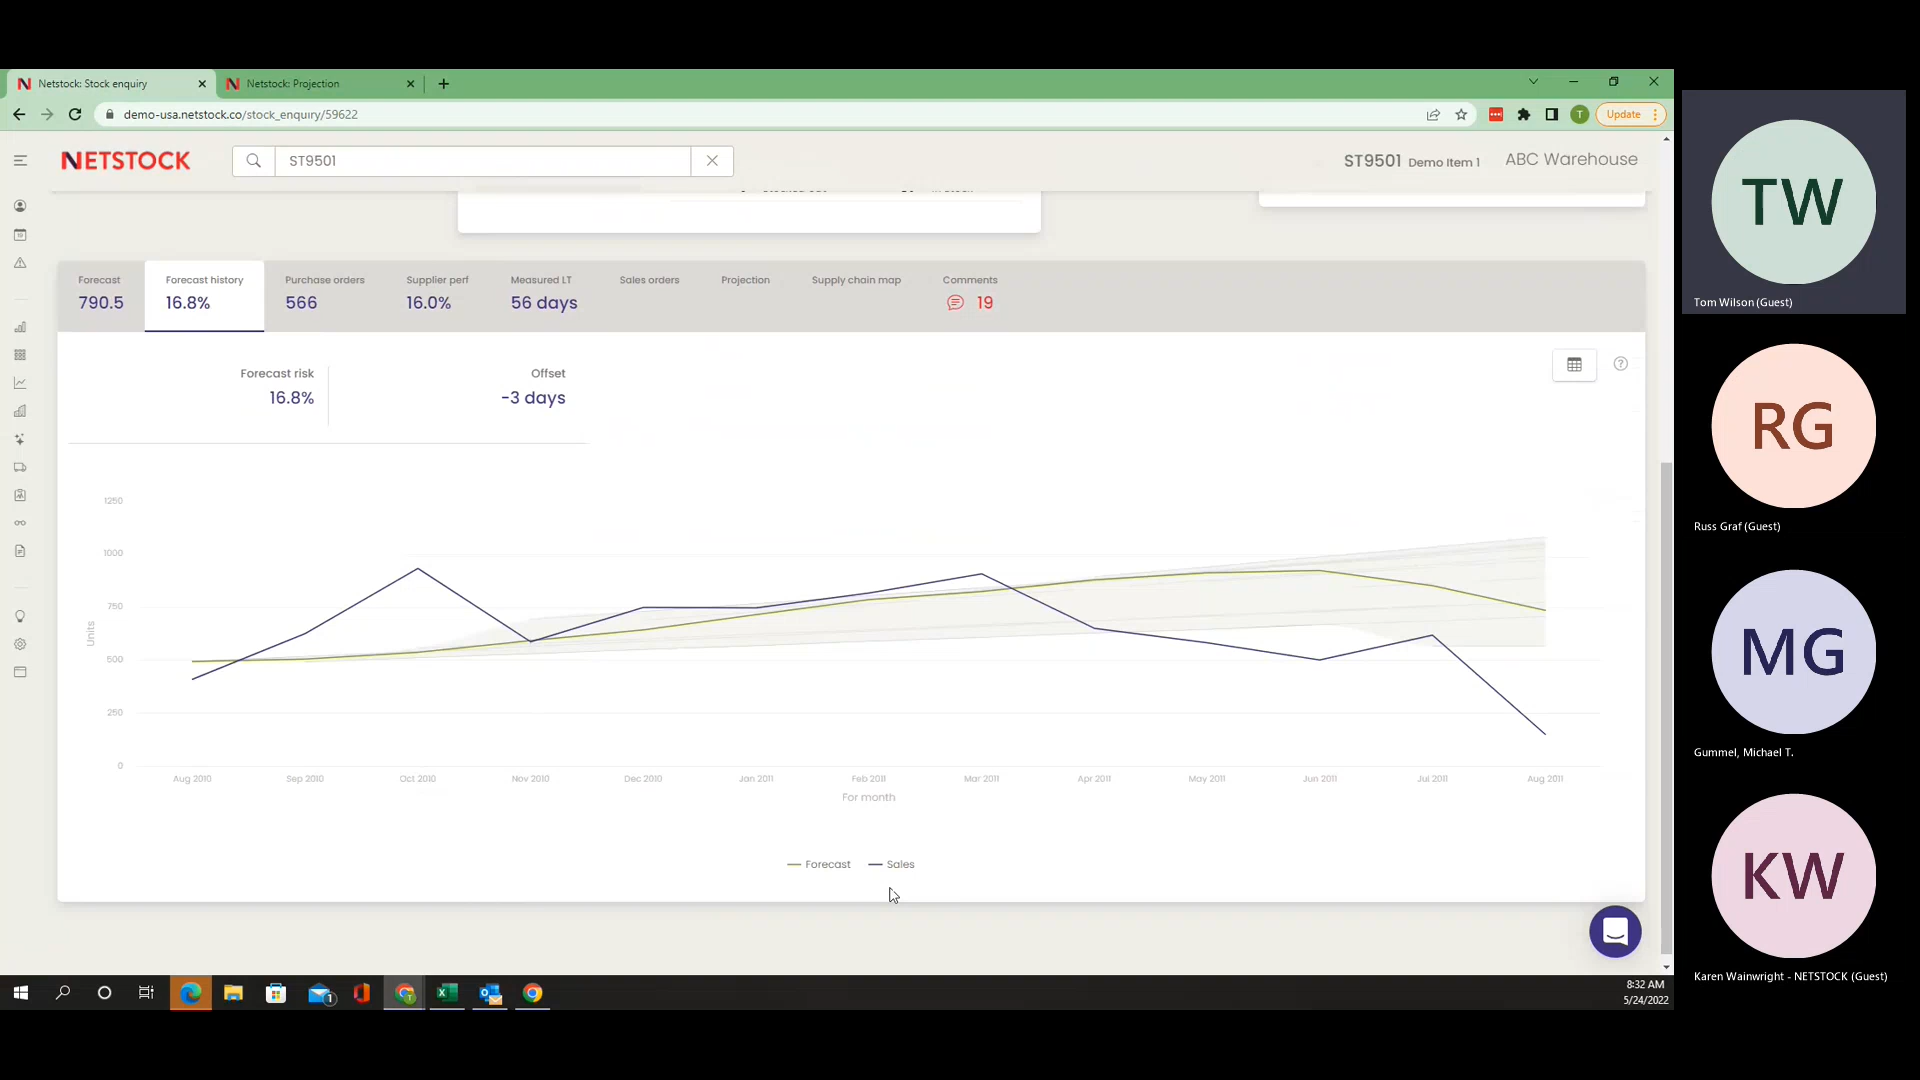 Netstock: Stock enquiry
Netstock: Projection
demo-usa.netstock.co/stock_enquiry/59622
T
Update
NETSTOCK
ST9501
ST9501 Demo Item 1 ABC Warehouse
Forecast
790.5
Forecast history
16.8%
Purchase orders
566
Supplier perf
16.0%
Measured LT
56 days
Sales orders
Projection
Supply chain map
Comments
19
Forecast risk
16.8%
Offset
-3 days
1250
1000
750
500
250
0
Units
Aug 2010 Sep 2010 Oct 2010 Nov 2010 Dec 2010 Jan 2011 Feb 2011 Mar 2011 Apr 2011 May 2011 Jun 2011 Jul 2011 Aug 2011
For month
Forecast Sales
1
8:32 AM
5/24/2022
TW
Tom Wilson (Guest)
RG
Russ Graf (Guest)
MG
Gummel, Michael T.
KW
Karen Wainwright - NETSTOCK (Guest)